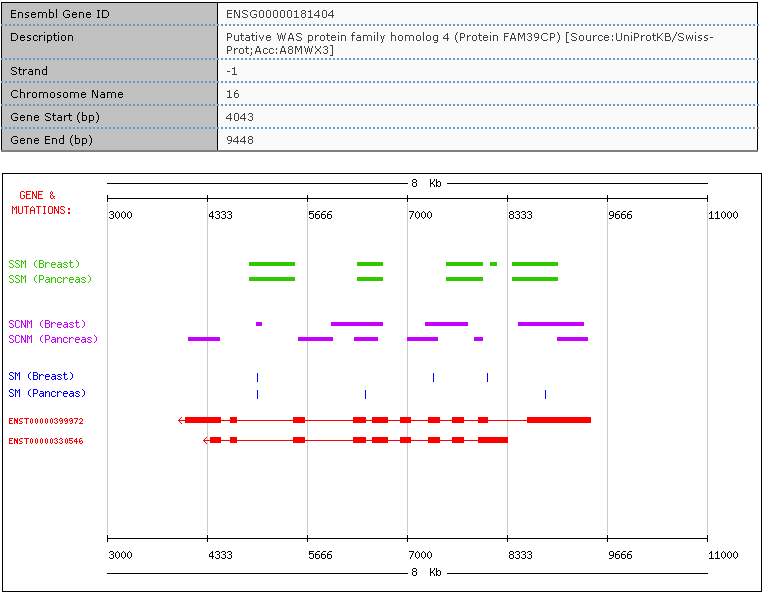 Ensembl Gene ID ENSG00000181404
Description Putative WAS protein family homolog 4 (Protein FAM39CP) [Source:UniProtKB/Swiss-
Prot;Acc:A8MWX3]
Strand -1
Chromosome Name 16
Gene Start (bp) 4043
Gene End (bp) 9448
8 Kb
GENE &
MUTATIONS:
3000 4333 5666 7000 8333 9666 11000
SSM (Breast)
SSM (Pancreas)
SCNM (Breast)
SCNM (Pancreas)
SM (Breast)
SM (Pancreas)
ENST00000399972
ENST00000330546
3000 4333 5666 7000 8333 9666 11000
8 Kb